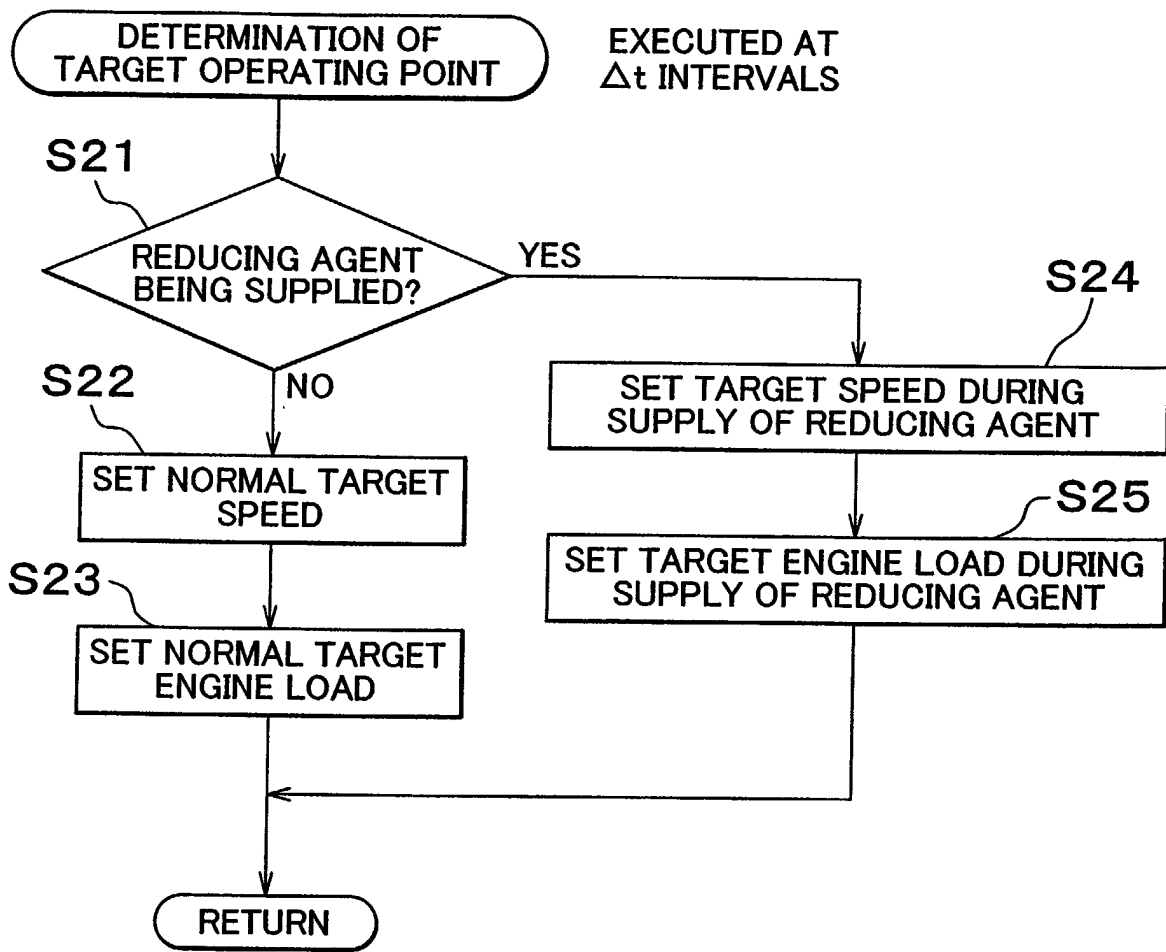 DETERMINATION OF
TARGET OPERATING POINT
EXECUTED AT
Δt INTERVALS
S21
REDUCING AGENT
BEING SUPPLIED?
YES
NO
S24
SET TARGET SPEED DURING
SUPPLY OF REDUCING AGENT
S22
SET NORMAL TARGET
SPEED
S25
SET TARGET ENGINE LOAD DURING
SUPPLY OF REDUCING AGENT
S23
SET NORMAL TARGET
ENGINE LOAD
RETURN